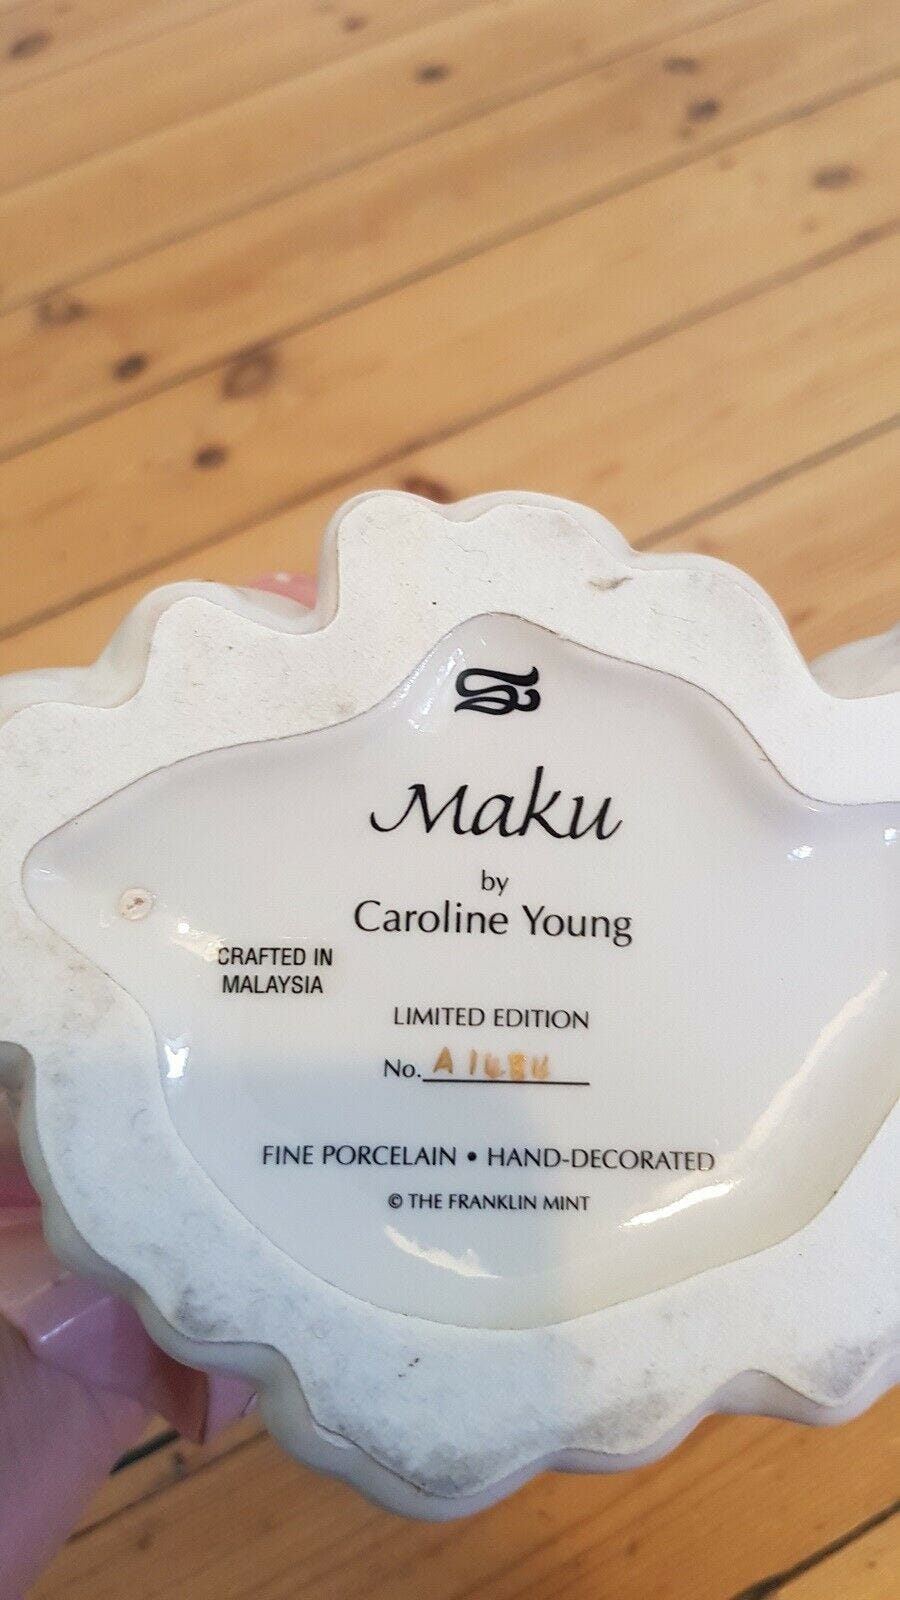 Maku
by
Caroline Young
CRAFTED IN
MALAYSIA
LIMITED EDITION
No. A1484
FINE PORCELAIN • HAND-DECORATED
© THE FRANKLIN MINT